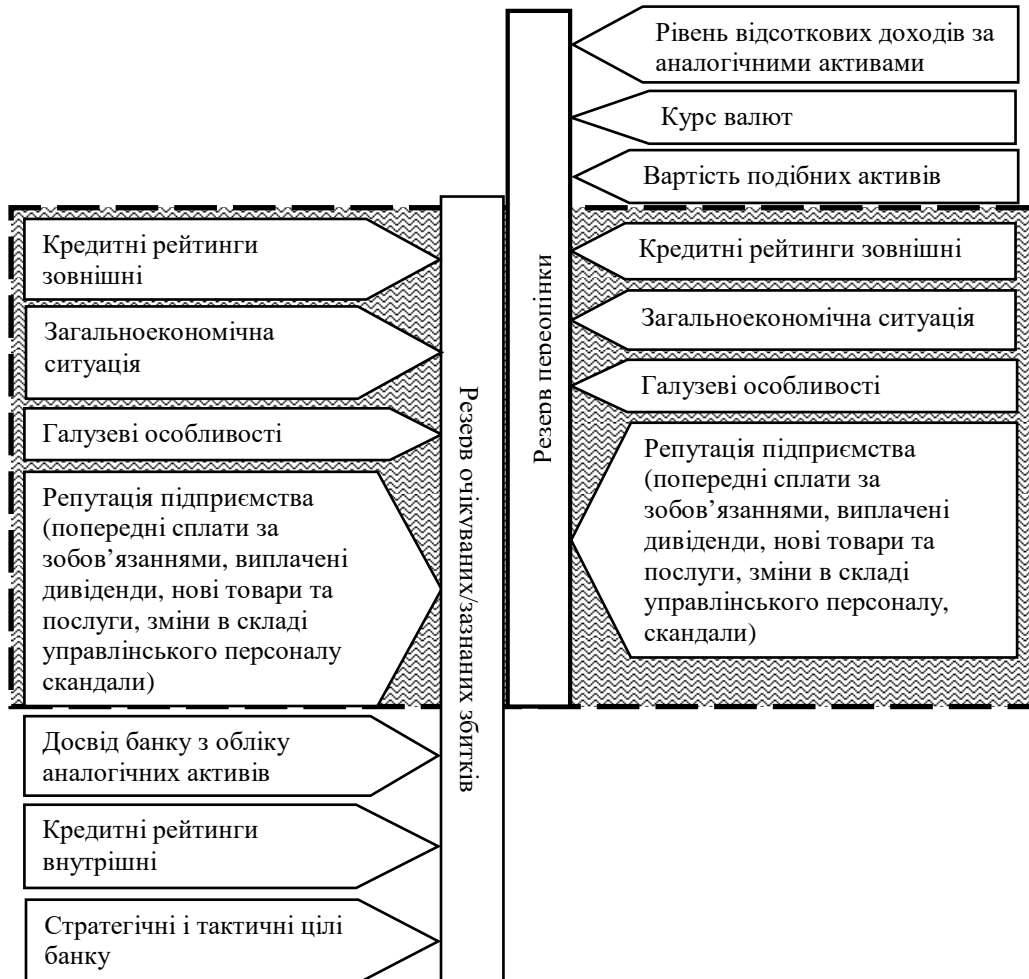 Рівень відсоткових доходів за
аналогічними активами
Курс валют
Вартість подібних активів
Кредитні рейтинги
зовнішні
Загальноекономічна
ситуація
Галузеві особливості
Репутація підприємства
(попередні сплати за
зобов’язаннями, виплачені
дивіденди, нові товари та
послуги, зміни в складі
управлінського персоналу
скандали)
Досвід банку з обліку
аналогічних активів
Кредитні рейтинги
внутрішні
Стратегічні і тактичні цілі
банку
Резерв очікуваних/зазнаних збитків
Резерв переоцінки
Кредитні рейтинги зовнішні
Загальноекономічна ситуація
Галузеві особливості
Репутація підприємства
(попередні сплати за
зобов’язаннями, виплачені
дивіденди, нові товари та
послуги, зміни в складі
управлінського персоналу,
скандали)